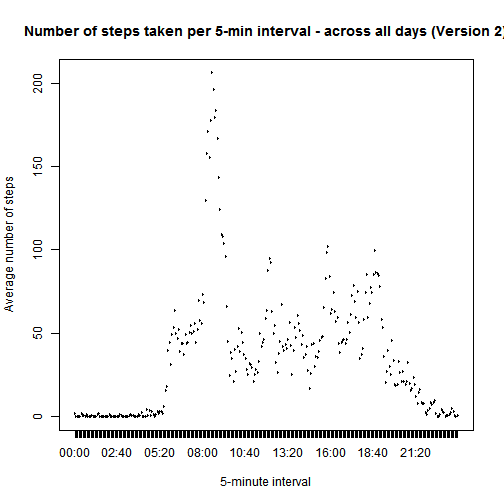 Number of steps taken per 5-min interval - across all days (Version 2)
Average number of steps
200
150
100
50
0
00:00 02:40 05:20 08:00 10:40 13:20 16:00 18:40 21:20
5-minute interval